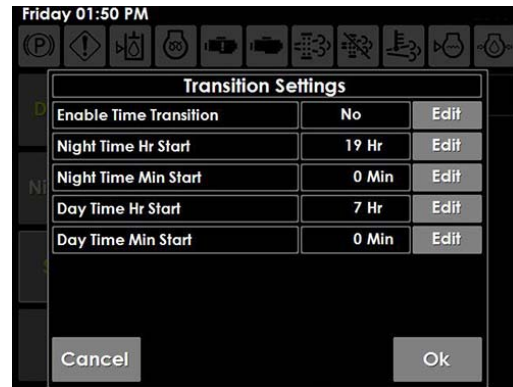 Friday 01:50 PM
Transition Settings
Enable Time Transition No Edit
Night Time Hr Start 19 Hr Edit
Night Time Min Start 0 Min Edit
Day Time Hr Start 7 Hr Edit
Day Time Min Start 0 Min Edit
Cancel Ok